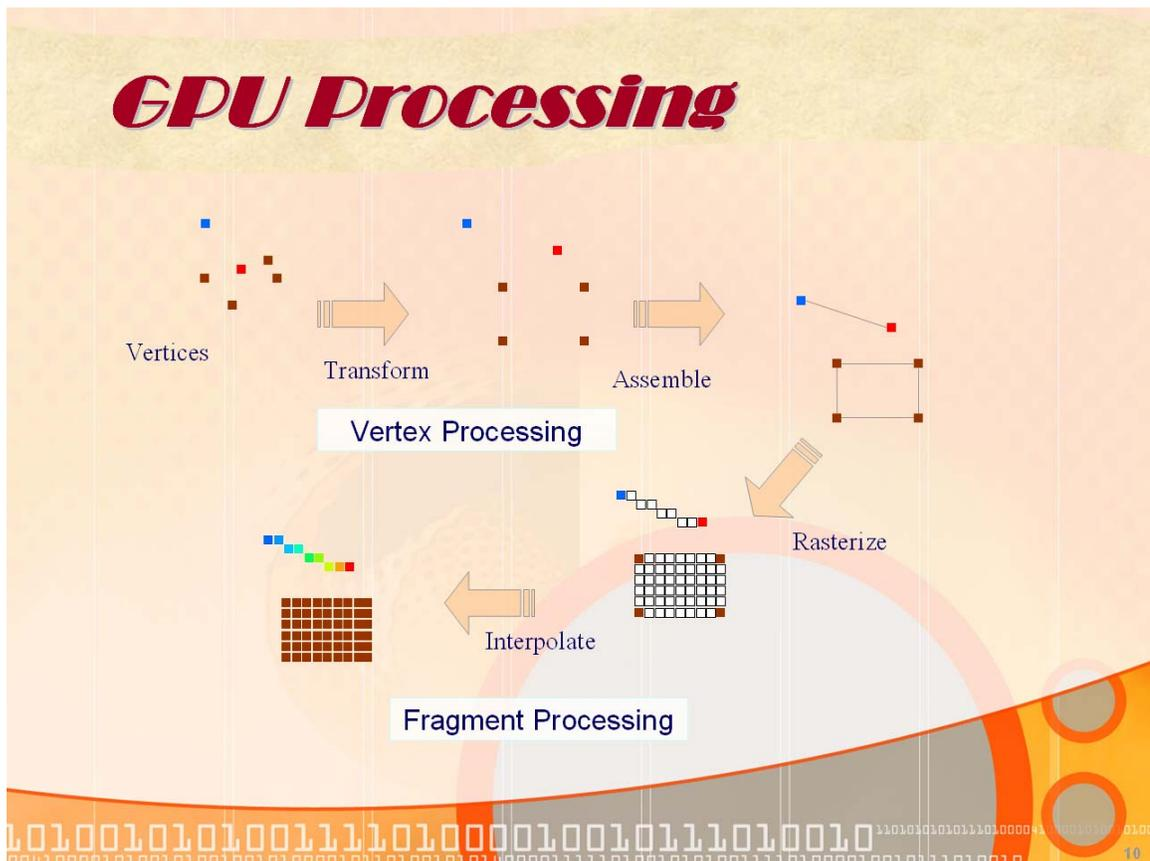 GPU Processing
Vertices
Transform
Assemble
Vertex Processing
Rasterize
Interpolate
Fragment Processing
10